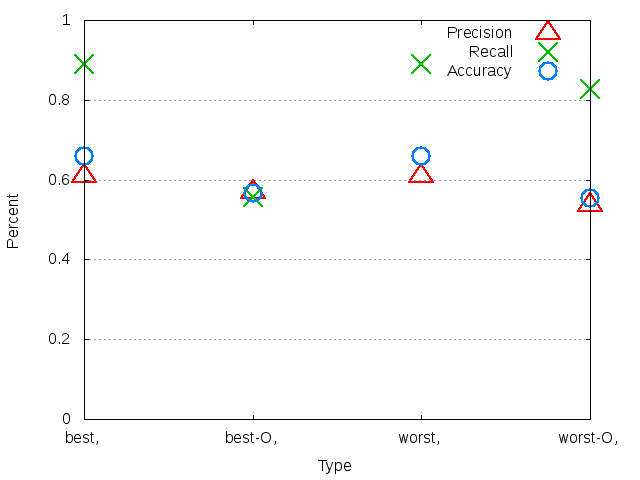 1
0.8
0.6
0.4
0.2
0
Percent
Precision
Recall
Accuracy
best,
best-O,
worst,
worst-O,
Type